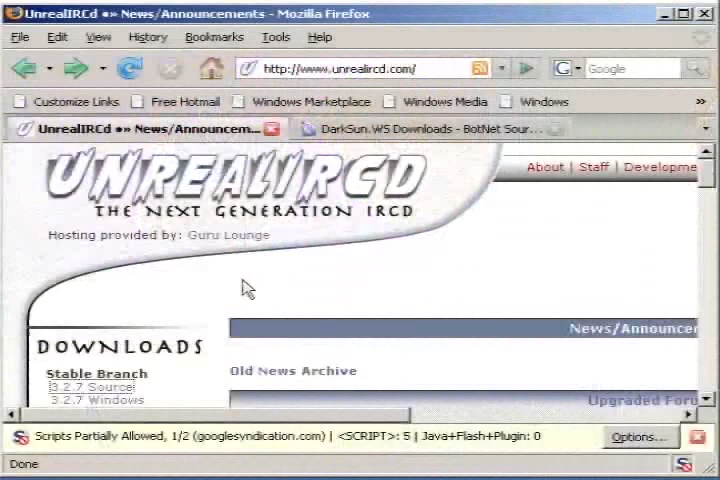 UnrealIRCd •» News/Announcements - Mozilla Firefox
File Edit View History Bookmarks Tools Help
http://www.unrealircd.com/ Google
Customize Links Free Hotmail Windows Marketplace Windows Media Windows »
UnrealIRCd •» News/Announcem... DarkSun.WS Downloads - BotNet Sour...
About | Staff | Developme
UNREALIRCD
THE NEXT GENERATION IRCD
Hosting provided by: Guru Lounge
News/Announcer
DOWNLOADS
Old News Archive
Stable Branch
3.2.7 Source
3.2.7 Windows
Upgraded Foru
Scripts Partially Allowed, 1/2 (googlesyndication.com) | <SCRIPT>: 5 | Java+Flash+Plugin: 0 Options...
Done